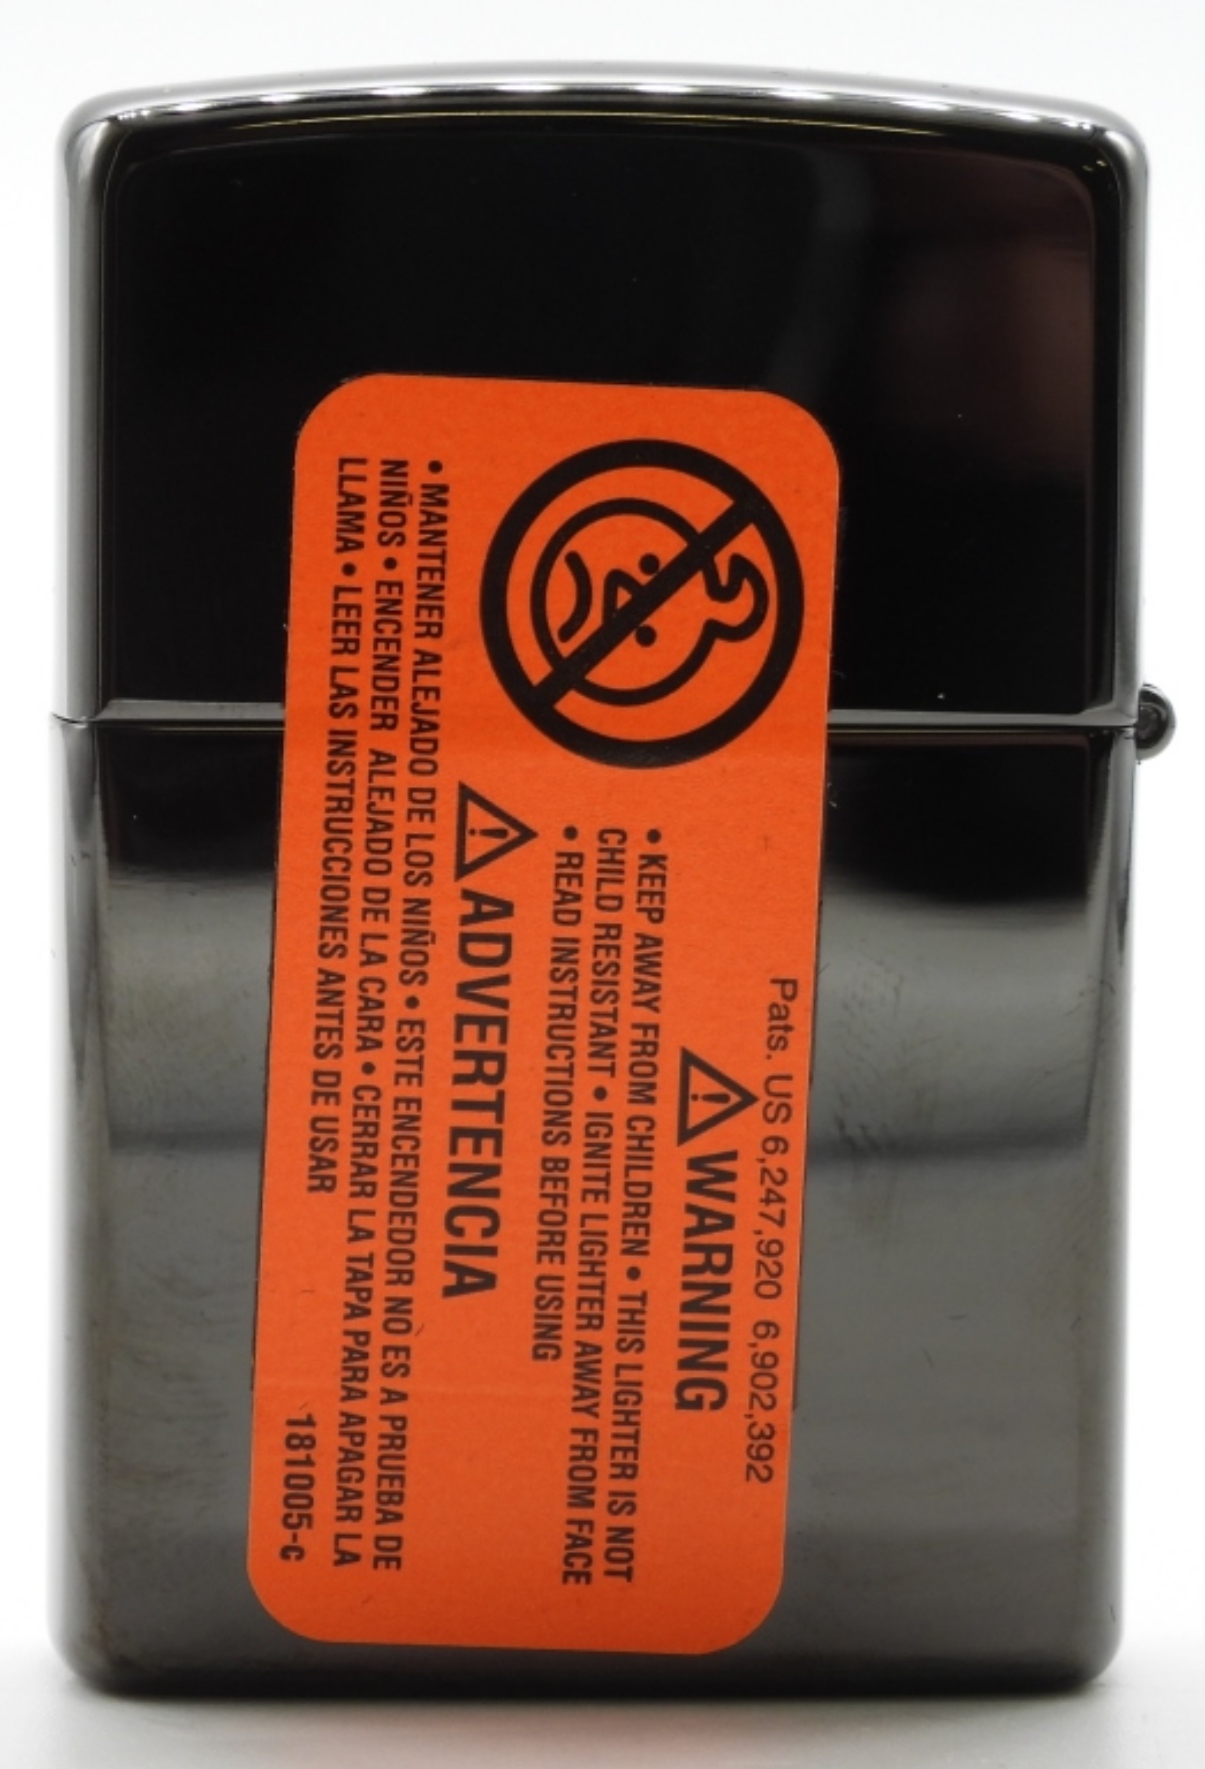 Pats. US 6,247,920 6,902,392
WARNING
• KEEP AWAY FROM CHILDREN • THIS LIGHTER IS NOT
CHILD RESISTANT • IGNITE LIGHTER AWAY FROM FACE
• READ INSTRUCTIONS BEFORE USING
ADVERTENCIA
• MANTENER ALEJADO DE LOS NIÑOS • ESTE ENCENDEDOR NO ES A PRUEBA DE
NIÑOS • ENCENDER ALEJADO DE LA CARA • CERRAR LA TAPA PARA APAGAR LA
LLAMA • LEER LAS INSTRUCCIONES ANTES DE USAR
181005-c